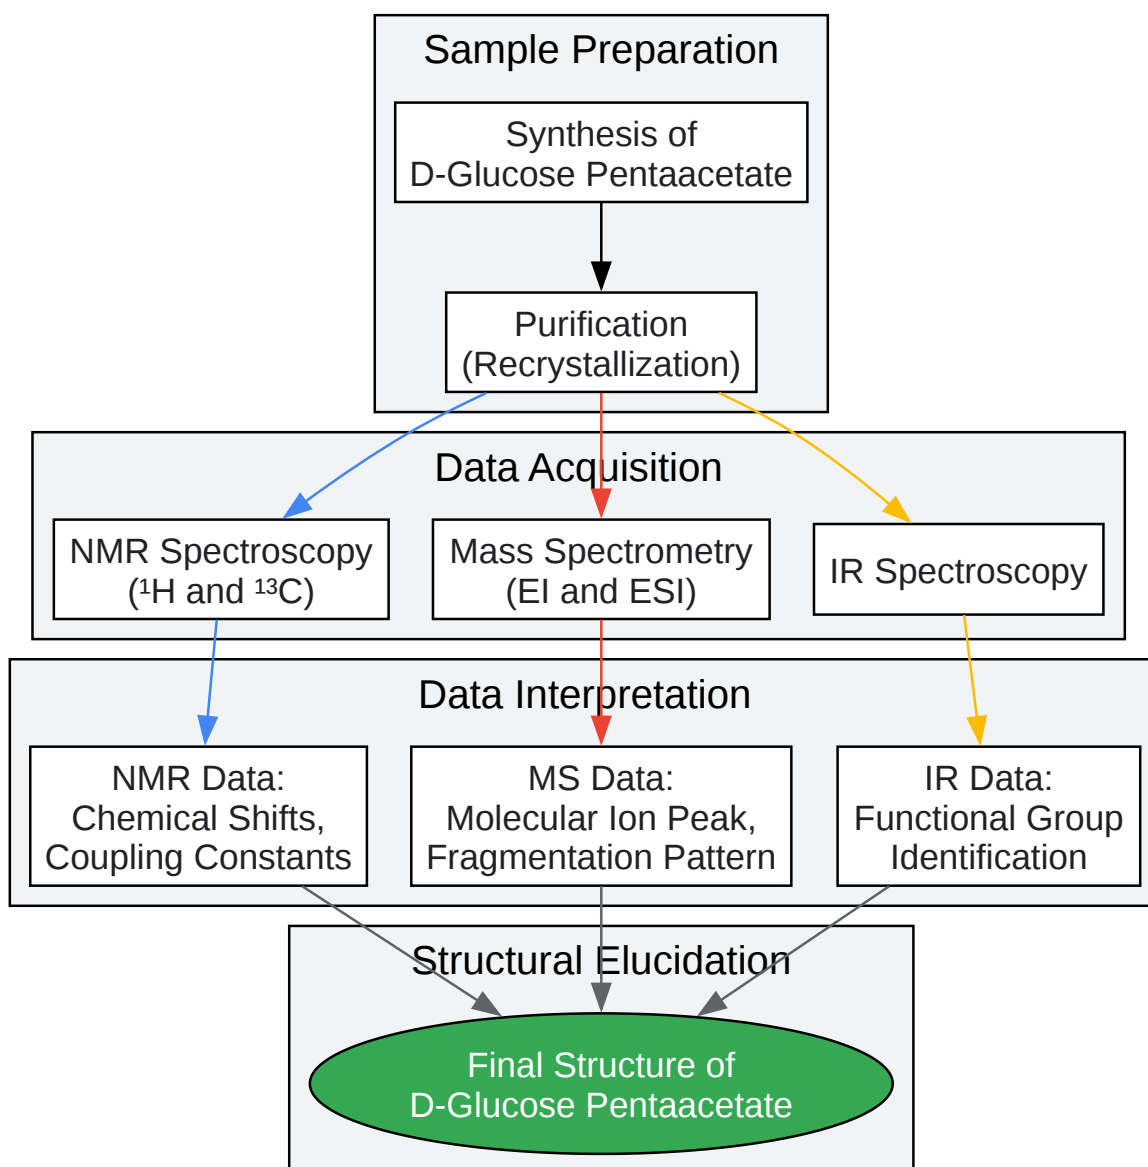 Sample Preparation
Synthesis of
D-Glucose Pentaacetate
Purification
(Recrystallization)
Data Acquisition
NMR Spectroscopy
(¹H and ¹³C)
Mass Spectrometry
(EI and ESI)
IR Spectroscopy
Data Interpretation
NMR Data:
Chemical Shifts,
Coupling Constants
MS Data:
Molecular Ion Peak,
Fragmentation Pattern
IR Data:
Functional Group
Identification
Structural Elucidation
Final Structure of
D-Glucose Pentaacetate